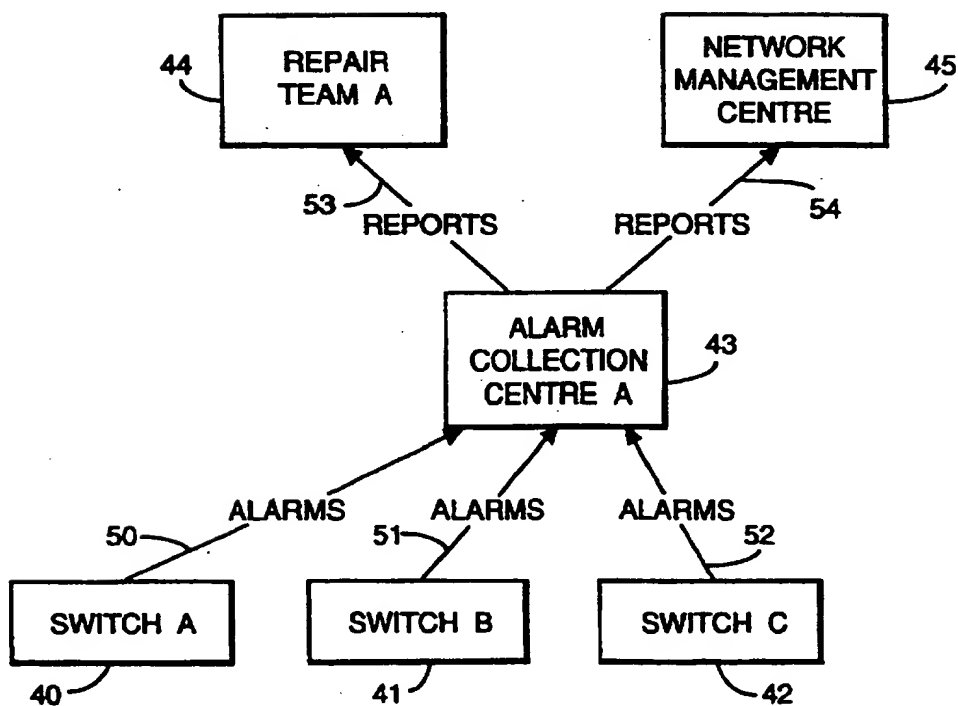 44
REPAIR
TEAM A
NETWORK
MANAGEMENT
CENTRE
45
53
REPORTS
REPORTS
54
ALARM
COLLECTION
CENTRE A
43
ALARMS
ALARMS
ALARMS
50
51
52
SWITCH A
SWITCH B
SWITCH C
40
41
42